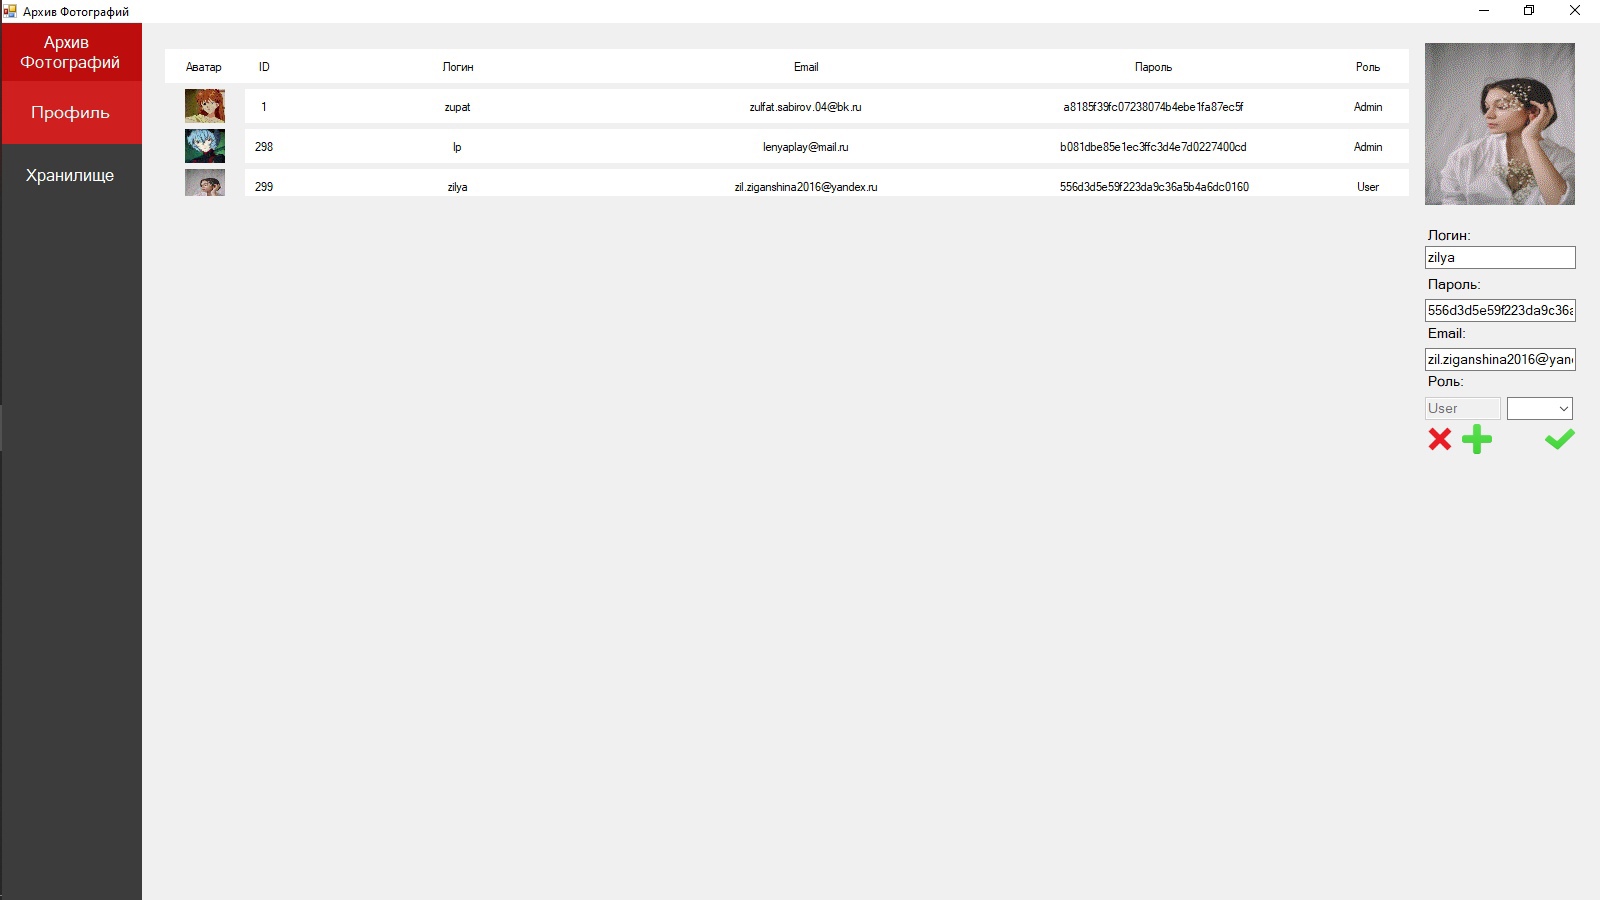 Архив Фотографий
Архив
Фотографий
Профиль
Хранилище
Аватар ID Логин Email Пароль Роль
1 zupat zulfat.sabirov.04@bk.ru a8185f39fc07238074b4ebe1fa87ec5f Admin
298 lp lenyaplay@mail.ru b081dbe85e1ec3ffc3d4e7d0227400cd Admin
299 zilya zil.ziganshina2016@yandex.ru 556d3d5e59f223da9c36a5b4a6dc0160 User
Логин:
zilya
Пароль:
556d3d5e59f223da9c36a
Email:
zil.ziganshina2016@yan
Роль:
User